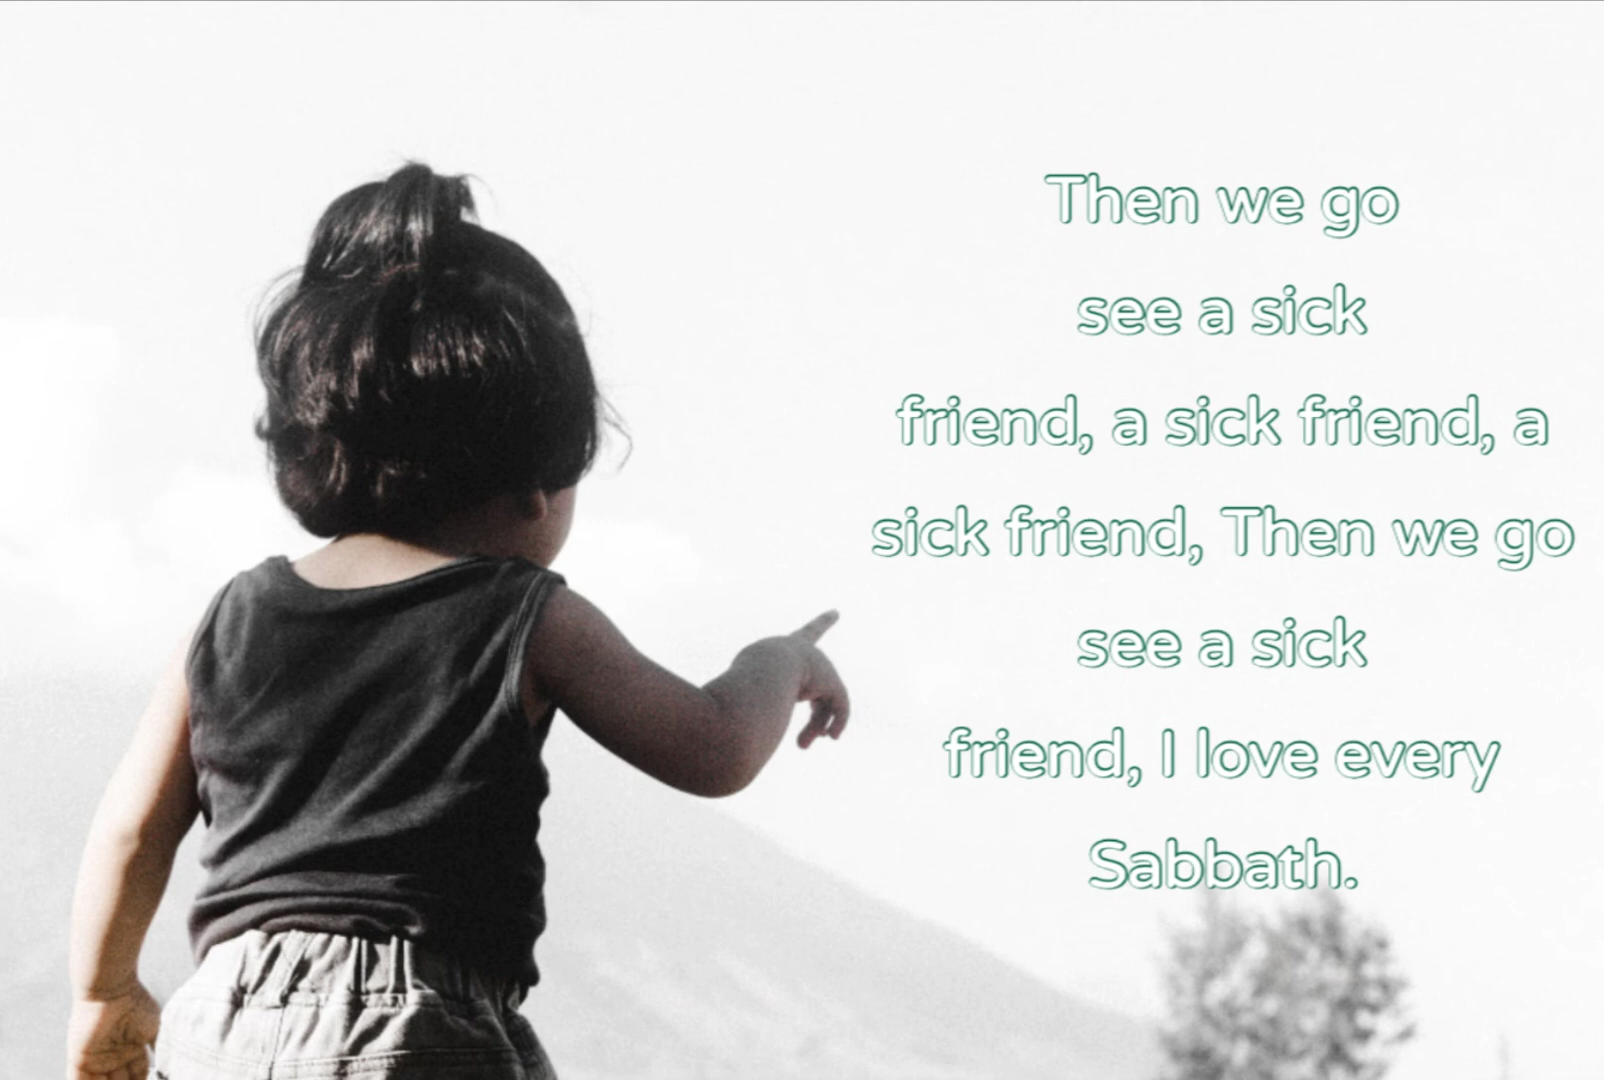 Then we go
see a sick
friend, a sick friend, a
sick friend, Then we go
see a sick
friend, I love every
Sabbath.